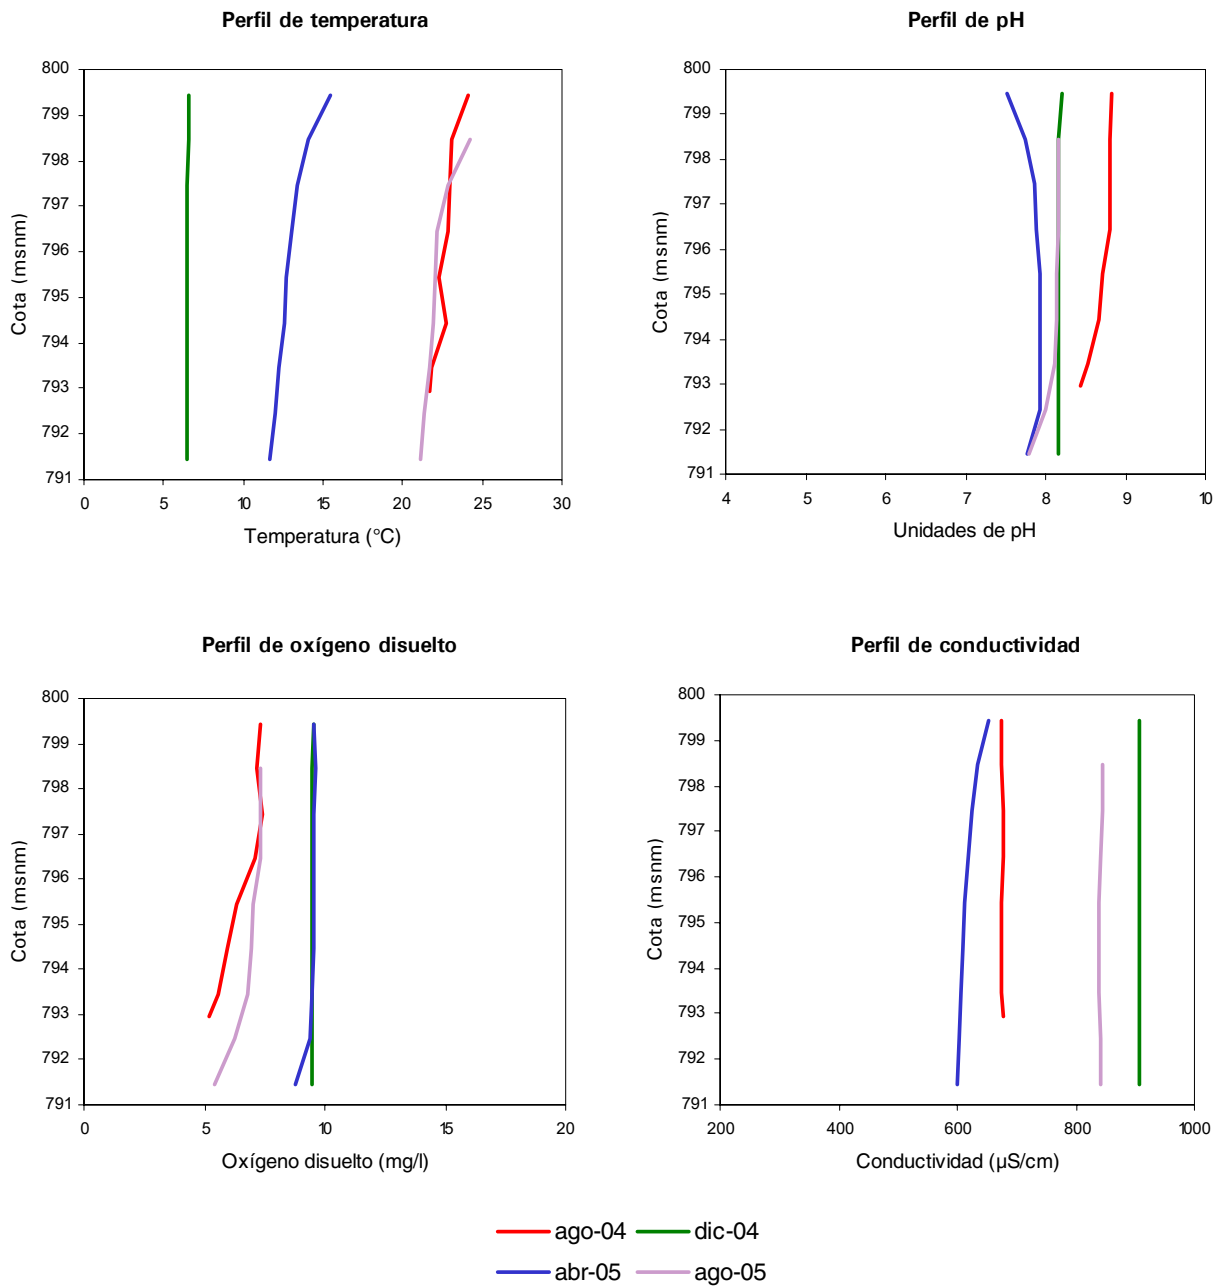 Perfil de temperatura
800
799
798
797
796
795
794
793
792
791
Cota (msnm)
0 5 10 15 20 25 30
Temperatura (°C)
Perfil de pH
800
799
798
797
796
795
794
793
792
791
Cota (msnm)
4 5 6 7 8 9 10
Unidades de pH
Perfil de oxígeno disuelto
800
799
798
797
796
795
794
793
792
791
Cota (msnm)
0 5 10 15 20
Oxígeno disuelto (mg/l)
Perfil de conductividad
800
799
798
797
796
795
794
793
792
791
Cota (msnm)
200 400 600 800 1000
Conductividad (µS/cm)
ago-04 dic-04
abr-05 ago-05